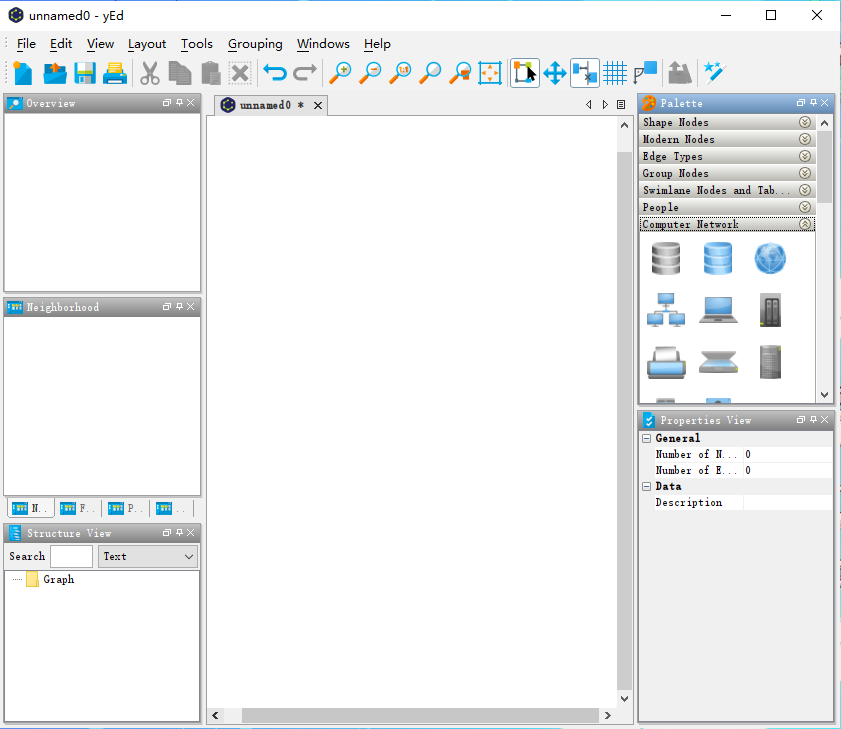 unnamed0 - yEd
File Edit View Layout Tools Grouping Windows Help
Overview
unnamed0 *
Palette
Shape Nodes
Modern Nodes
Edge Types
Group Nodes
Swimlane Nodes and Tab...
People
Computer Network
Neighborhood
N..
F..
P..
..
Structure View
Search
Text
Graph
Properties View
General
Number of N... 0
Number of E... 0
Data
Description